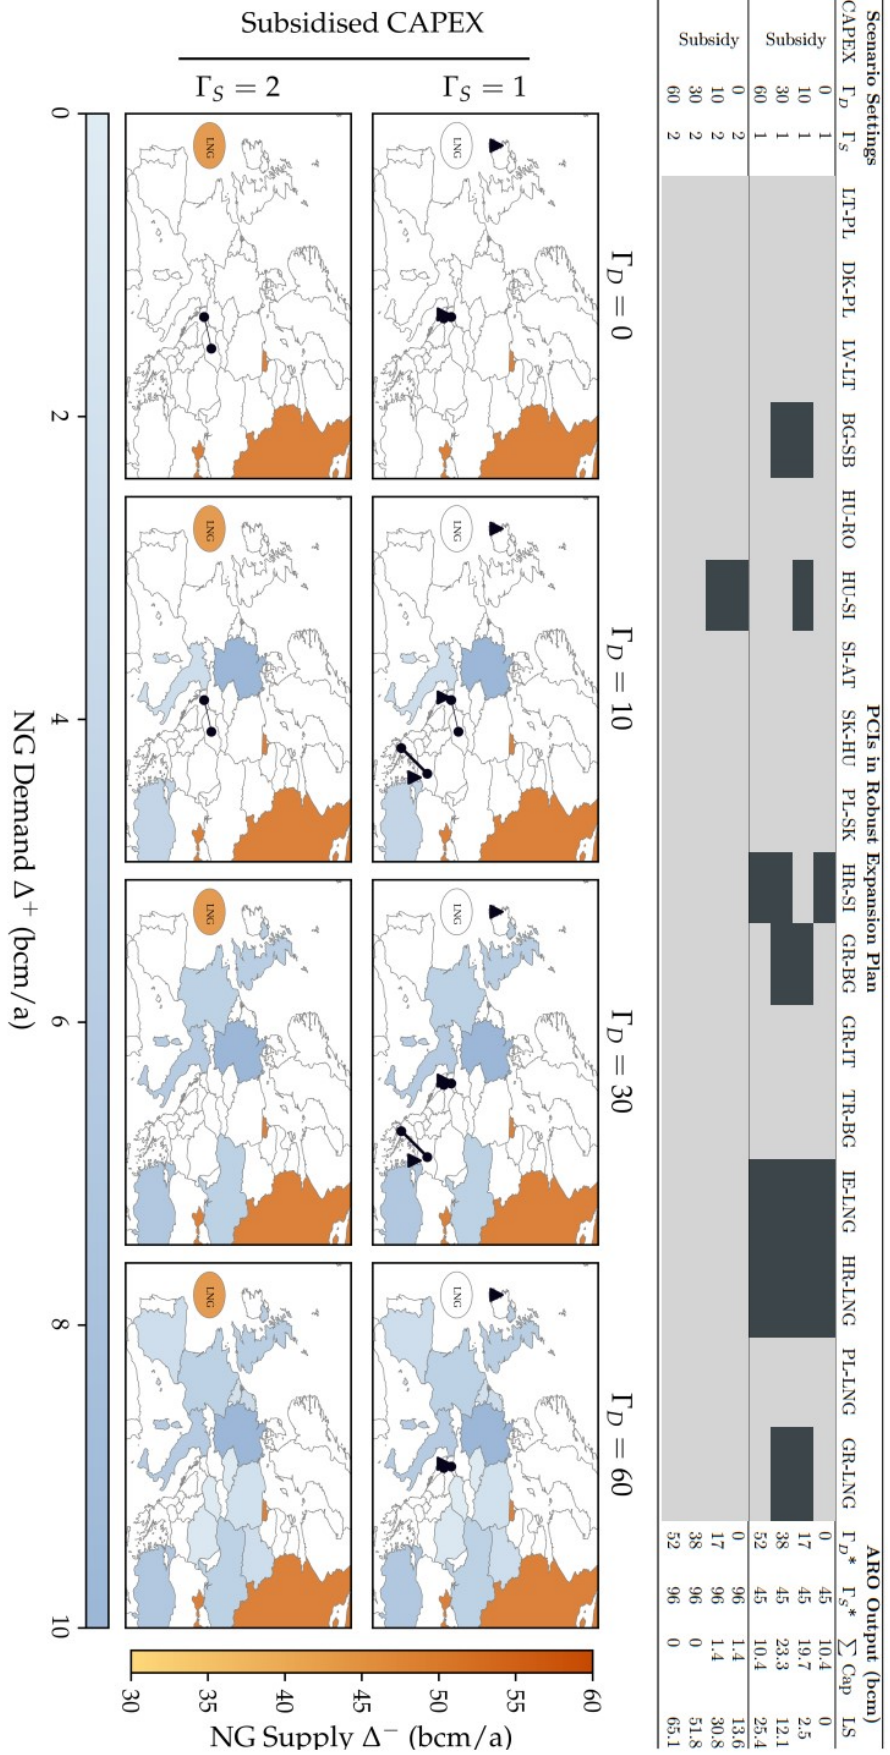 Scenario Settings PCIs in Robust Expansion Plan ARO Output (bcm)
CAPEX Γ_D Γ_S LT-PL DK-PL LV-LT BG-SB HU-RO HU-SI SI-AT SK-HU PL-SK HR-SI GR-BG GR-IT TR-BG IE-LNG HR-LNG PL-LNG GR-LNG Γ_D* Γ_S* ∑ Cap LS
0 1 0 45 10.4 0
Subsidy 10 1 17 45 19.7 2.5
30 1 38 45 23.3 12.1
60 1 52 45 10.4 25.4
0 2 0 96 1.4 13.6
Subsidy 10 2 17 96 1.4 30.8
30 2 38 96 0 51.8
60 2 52 96 0 65.1
Γ_D = 0 Γ_D = 10 Γ_D = 30 Γ_D = 60
Subsidised CAPEX
Γ_S = 1
LNG LNG LNG LNG
Γ_S = 2
LNG LNG LNG LNG
0 2 4 6 8 10
NG Demand Δ⁺ (bcm/a)
60
55
50
45
40
35
30
NG Supply Δ⁻ (bcm/a)